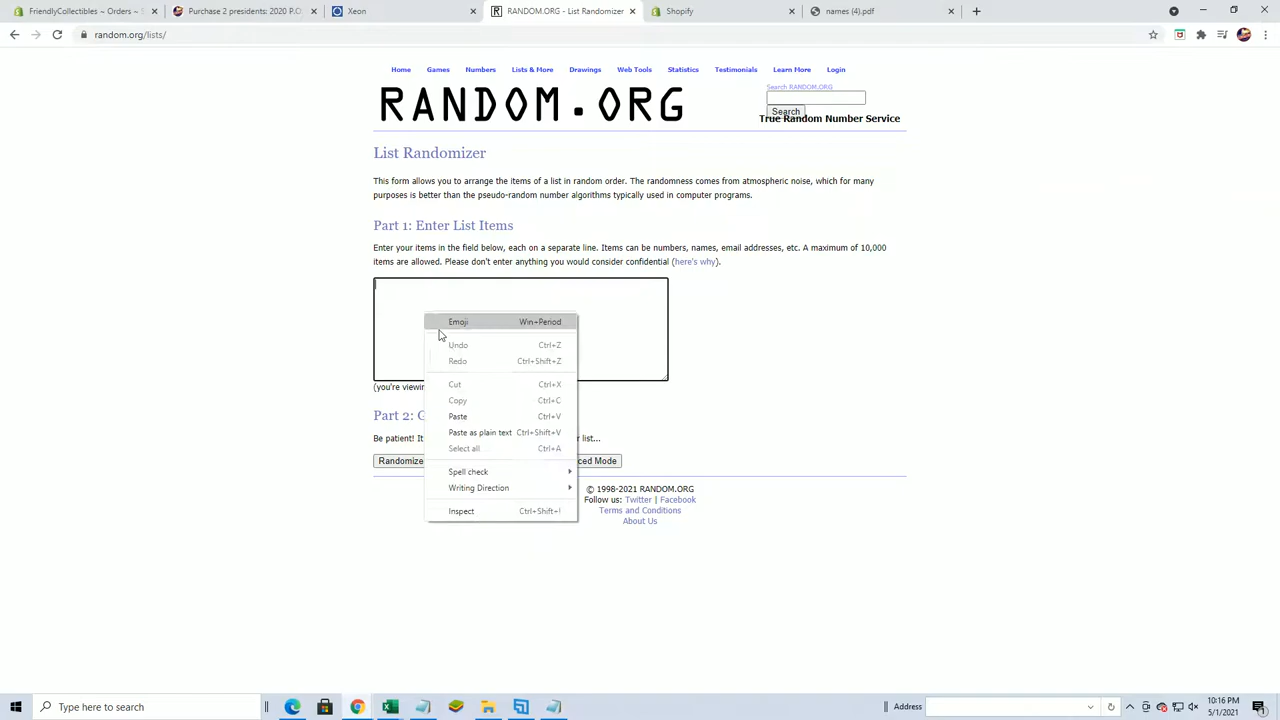 FriendlyCollectibles ~ Orders ~ S
Purchase 2 presidents: 2020 P.O
Xeon
RANDOM.ORG - List Randomizer
Shopify
names (4).pdf
random.org/lists/
Home Games Numbers Lists & More Drawings Web Tools Statistics Testimonials Learn More Login
Search RANDOM.ORG
RANDOM.ORG
Search
True Random Number Service
List Randomizer
This form allows you to arrange the items of a list in random order. The randomness comes from atmospheric noise, which for many
purposes is better than the pseudo-random number algorithms typically used in computer programs.
Part 1: Enter List Items
Enter your items in the field below, each on a separate line. Items can be numbers, names, email addresses, etc. A maximum of 10,000
items are allowed. Please don't enter anything you would consider confidential (here's why).
Emoji Win+Period
Undo Ctrl+Z
Redo Ctrl+Shift+Z
Cut Ctrl+X
(you're viewin
Copy Ctrl+C
Part 2: G
Paste Ctrl+V
Paste as plain text Ctrl+Shift+V
Be patient! It r list...
Select all Ctrl+A
Randomize ced Mode
Spell check
Writing Direction
© 1998-2021 RANDOM.ORG
Follow us: Twitter | Facebook
Inspect Ctrl+Shift+I
Terms and Conditions
About Us
Type here to search
Address
10:16 PM
5/1/2021